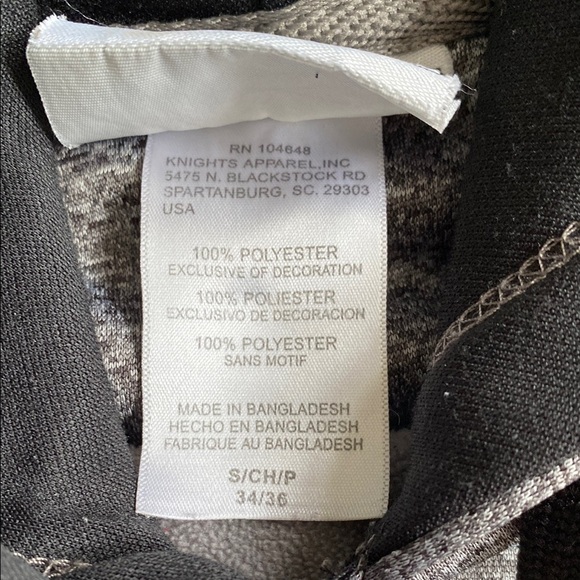 RN 104648
KNIGHTS APPAREL,INC
5475 N. BLACKSTOCK RD
SPARTANBURG, SC. 29303
USA
100% POLYESTER
EXCLUSIVE OF DECORATION
100% POLIESTER
EXCLUSIVO DE DECORACION
100% POLYESTER
SANS MOTIF
MADE IN BANGLADESH
HECHO EN BANGLADESH
FABRIQUE AU BANGLADESH
S/CH/P
34/36